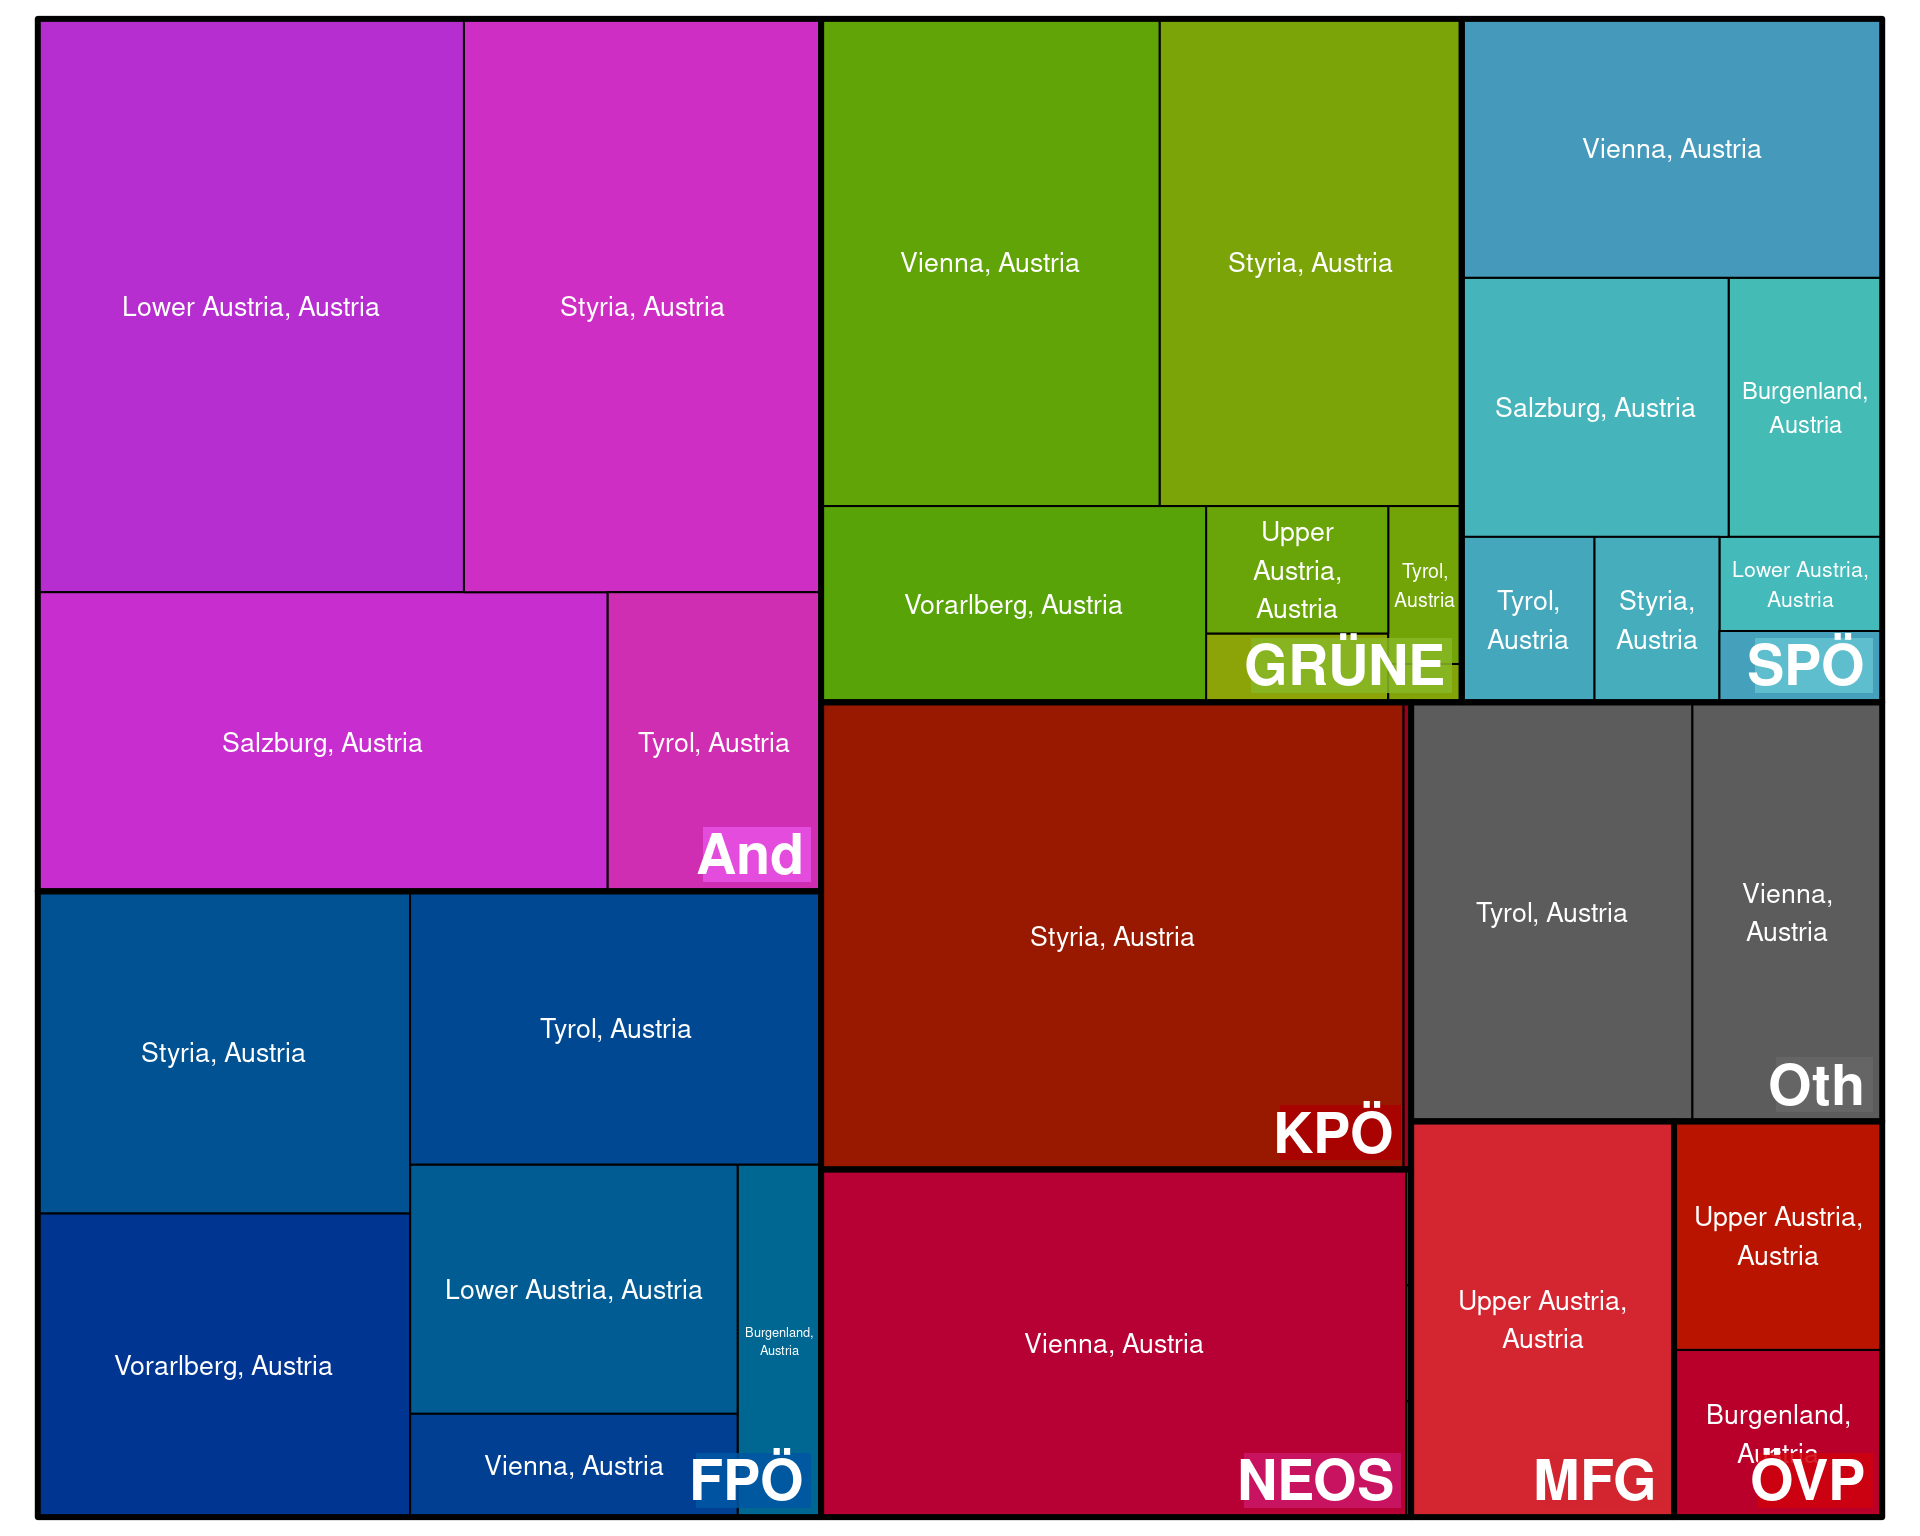 Lower Austria, Austria
Styria, Austria
Salzburg, Austria
Tyrol, Austria
And
Styria, Austria
Tyrol, Austria
Vorarlberg, Austria
Lower Austria, Austria
Burgenland,
Austria
Vienna, Austria
FPÖ
Vienna, Austria
Styria, Austria
Vorarlberg, Austria
Upper
Austria,
Austria
Tyrol,
Austria
GRÜNE
Vienna, Austria
Salzburg, Austria
Burgenland,
Austria
Tyrol,
Austria
Styria,
Austria
Lower Austria,
Austria
SPÖ
Styria, Austria
KPÖ
Tyrol, Austria
Vienna,
Austria
Oth
Vienna, Austria
NEOS
Upper Austria,
Austria
MFG
Upper Austria,
Austria
Burgenland,
Austria
ÖVP